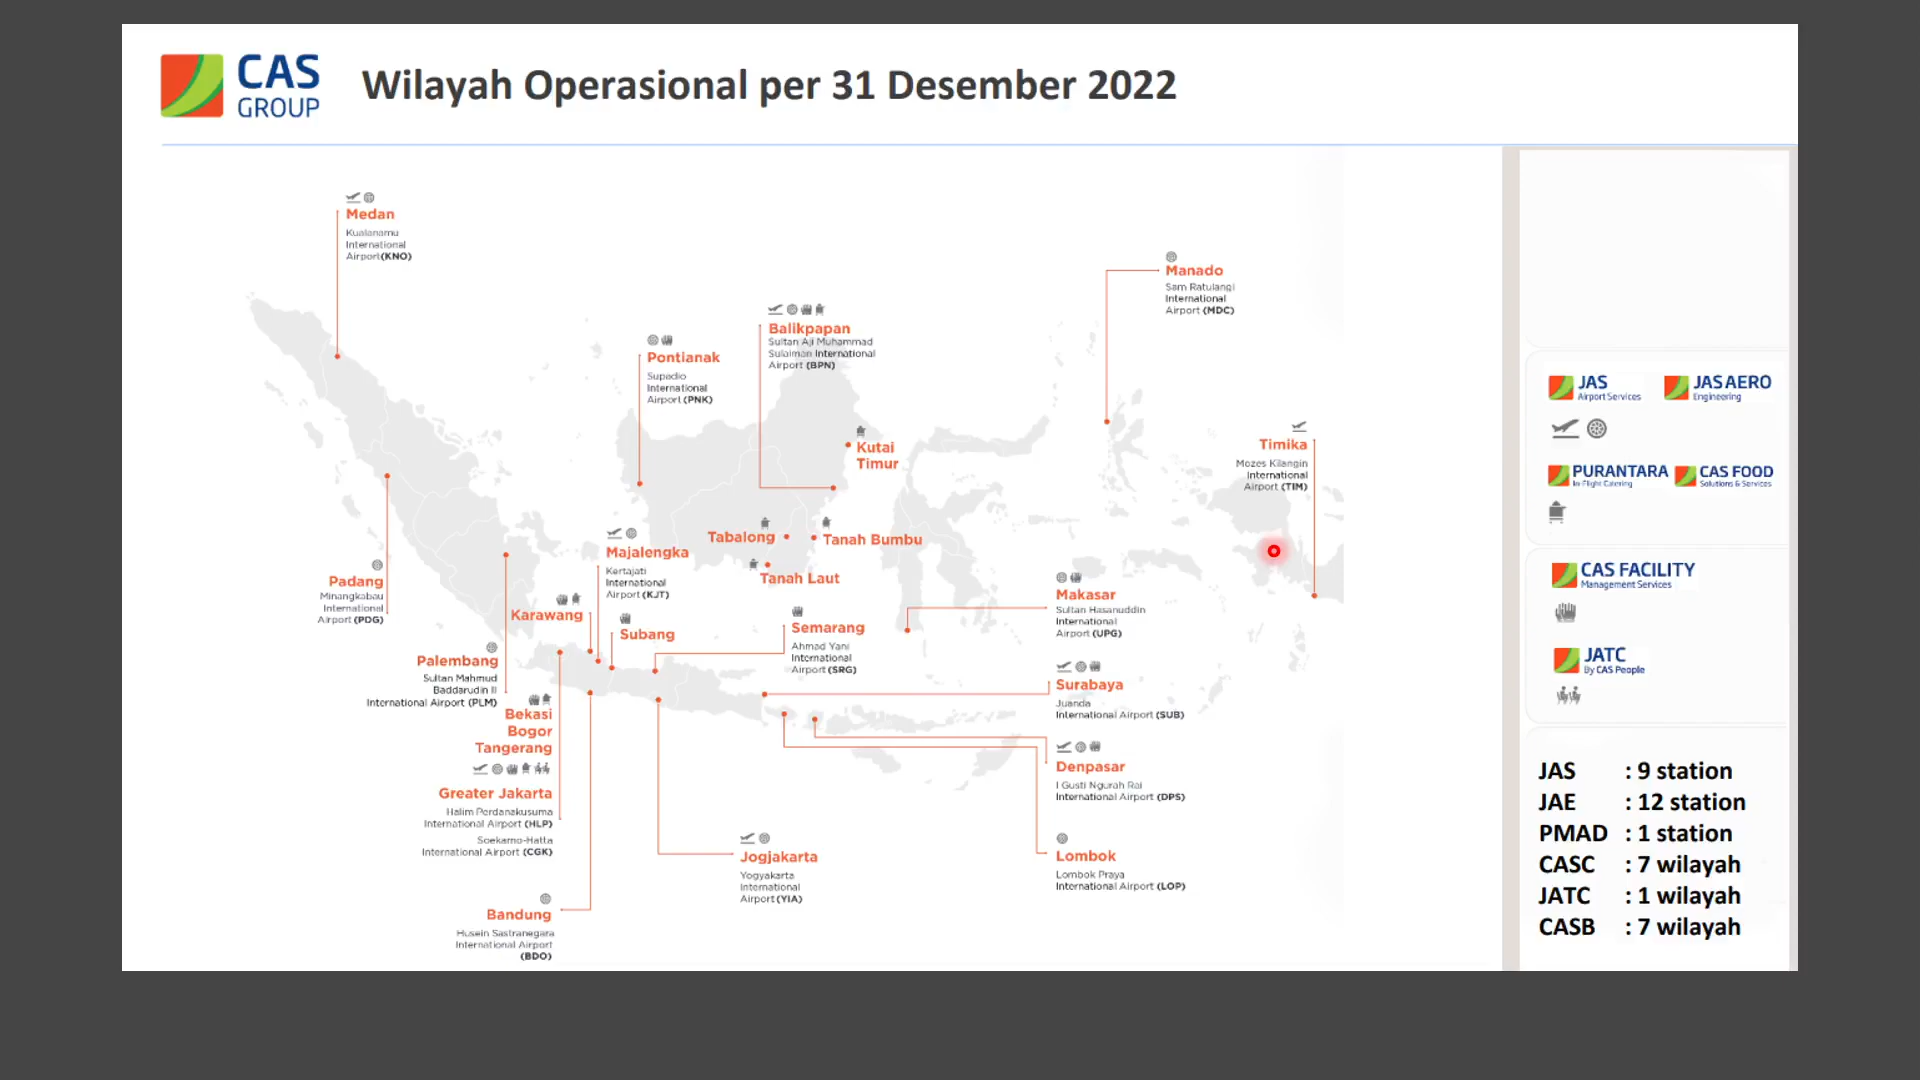 CAS
GROUP
Wilayah Operasional per 31 Desember 2022
Medan
Kualanamu
International
Airport(KNO)
Manado
Sam Ratulangi
International
Airport (MDC)
Balikpapan
Sultan Aji Muhammad
Sulaiman International
Airport (BPN)
Pontianak
Supadio
International
Airport (PNK)
Kutai
Timur
Timika
Mozes Kilangin
International
Airport (TIM)
Tabalong
Tanah Bumbu
Tanah Laut
Majalengka
Kertajati
International
Airport (KJT)
Padang
Minangkabau
International
Airport (PDG)
Karawang
Subang
Semarang
Ahmad Yani
International
Airport (SRG)
Makasar
Sultan Hasanuddin
International
Airport (UPG)
Palembang
Sultan Mahmud
Baddarudin II
International Airport (PLM)
Surabaya
Juanda
International Airport (SUB)
Bekasi
Bogor
Tangerang
Denpasar
I Gusti Ngurah Rai
International Airport (DPS)
Greater Jakarta
Halim Perdanakusuma
International Airport (HLP)
Soekarno-Hatta
International Airport (CGK)
Jogjakarta
Yogyakarta
International
Airport(YIA)
Lombok
Lombok Praya
International Airport (LOP)
Bandung
Husein Sastranegara
International Airport
(BDO)
JAS
Airport Services
JAS AERO
Engineering
PURANTARA
In-Flight Catering
CAS FOOD
Solutions & Services
CAS FACILITY
Management Services
JATC
By CAS People
JAS : 9 station
JAE : 12 station
PMAD : 1 station
CASC : 7 wilayah
JATC : 1 wilayah
CASB : 7 wilayah